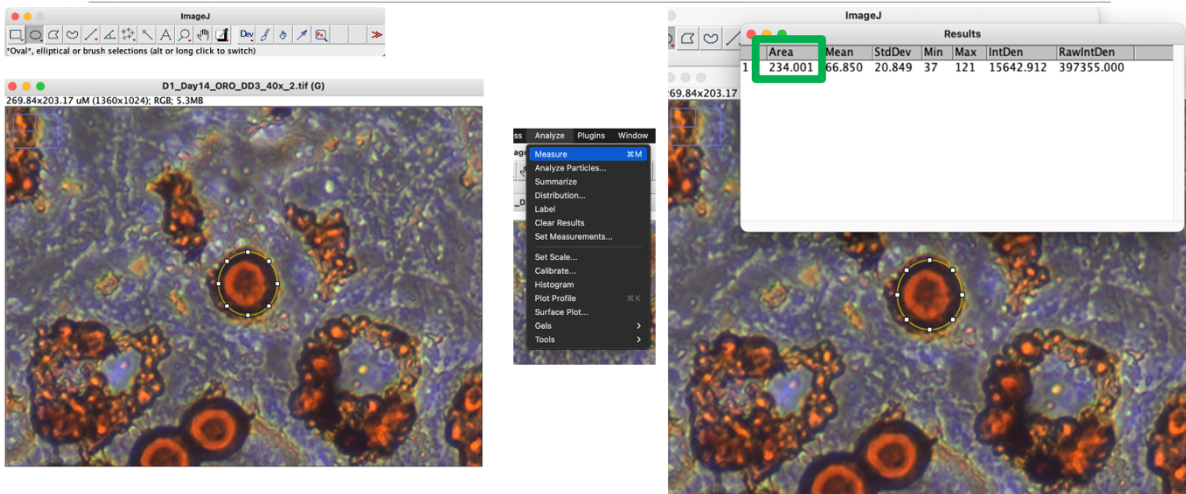 ImageJ
Dev
*Oval*, elliptical or brush selections (alt or long click to switch)
D1_Day14_ORO_DD3_40x_2.tif (G)
269.84x203.17 uM (1360x1024); RGB; 5.3MB
ss Analyze Plugins Window
Measure ⌘M
Analyze Particles...
Summarize
Distribution...
Label
Clear Results
Set Measurements...
Set Scale...
Calibrate...
Histogram
Plot Profile ⌘K
Surface Plot...
Gels
Tools
ImageJ
Results
Area Mean StdDev Min Max IntDen RawIntDen
1 234.001 66.850 20.849 37 121 15642.912 397355.000
69.84x203.17